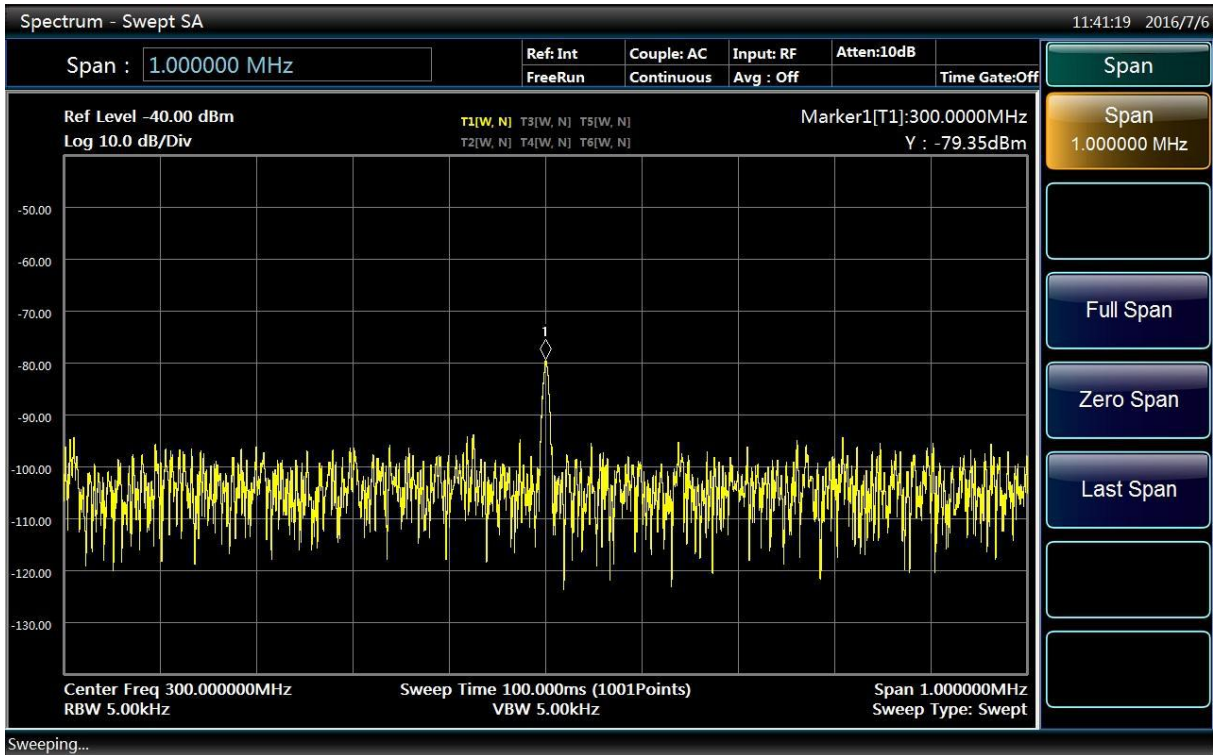 Spectrum - Swept SA
11:41:19 2016/7/6
Span : 1.000000 MHz
Ref: Int
Couple: AC
Input: RF
Atten:10dB
FreeRun
Continuous
Avg : Off
Time Gate:Off
Span
Ref Level -40.00 dBm
T1[W, N] T3[W, N] T5[W, N]
Marker1[T1]:300.0000MHz
Log 10.0 dB/Div
T2[W, N] T4[W, N] T6[W, N]
Y : -79.35dBm
Span
1.000000 MHz
-50.00
-60.00
-70.00
1
-80.00
-90.00
-100.00
-110.00
-120.00
-130.00
Full Span
Zero Span
Last Span
Center Freq 300.000000MHz
Sweep Time 100.000ms (1001Points)
Span 1.000000MHz
RBW 5.00kHz
VBW 5.00kHz
Sweep Type: Swept
Sweeping...